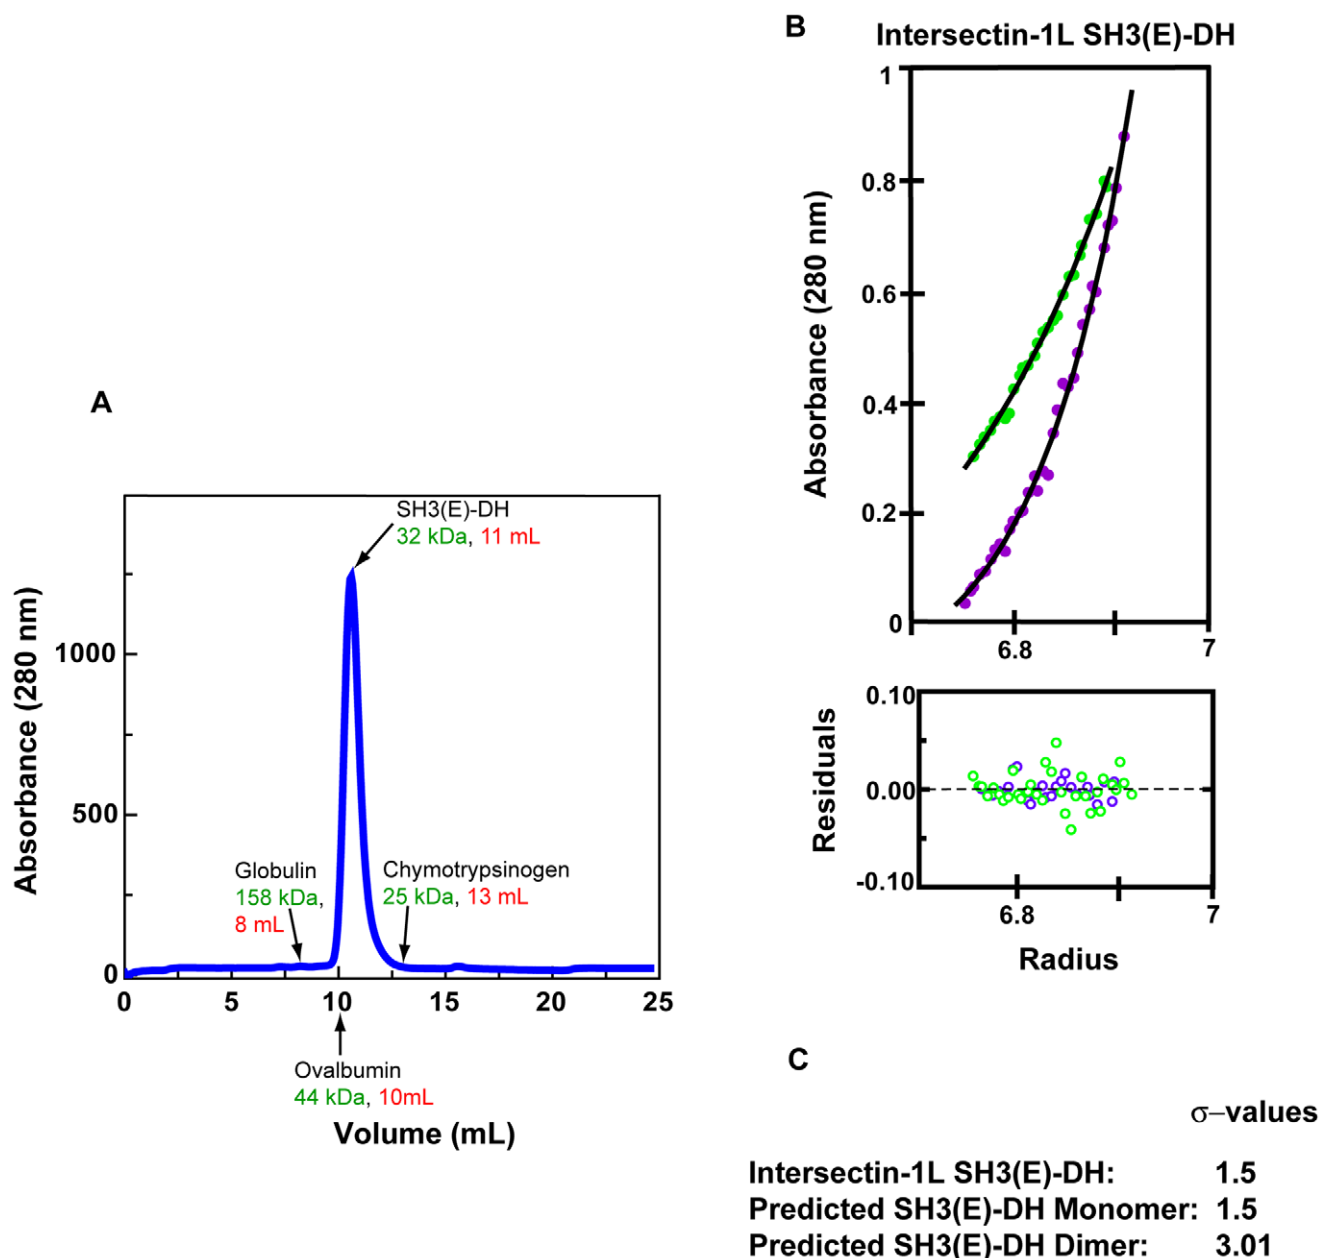 A
SH3(E)-DH
32 kDa, 11 mL
Globulin
158 kDa,
8 mL
Chymotrypsinogen
25 kDa, 13 mL
1000
500
0
0 5 10 15 20 25
Ovalbumin
44 kDa, 10mL
Absorbance (280 nm)
Volume (mL)
B
Intersectin-1L SH3(E)-DH
1
0.8
0.6
0.4
0.2
0
6.8 7
Absorbance (280 nm)
0.10
0.00
-0.10
6.8 7
Residuals
Radius
C
σ–values
Intersectin-1L SH3(E)-DH: 1.5
Predicted SH3(E)-DH Monomer: 1.5
Predicted SH3(E)-DH Dimer: 3.01